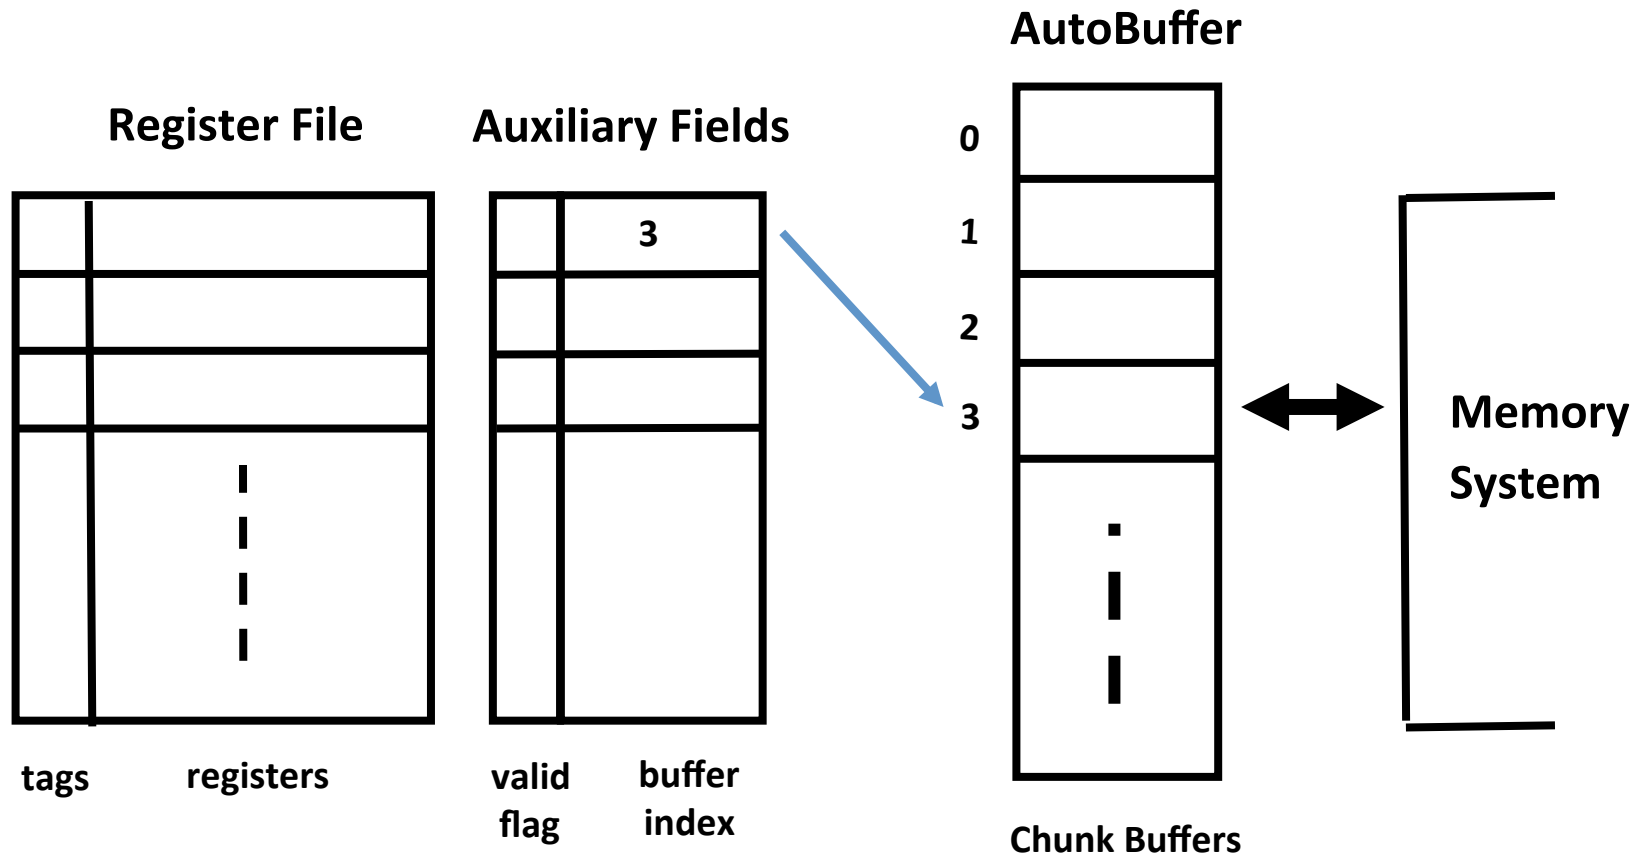 AutoBuffer
Register File
Auxiliary Fields
0
1
2
3
3
Memory
System
tags
registers
valid
flag
buffer
index
Chunk Buffers